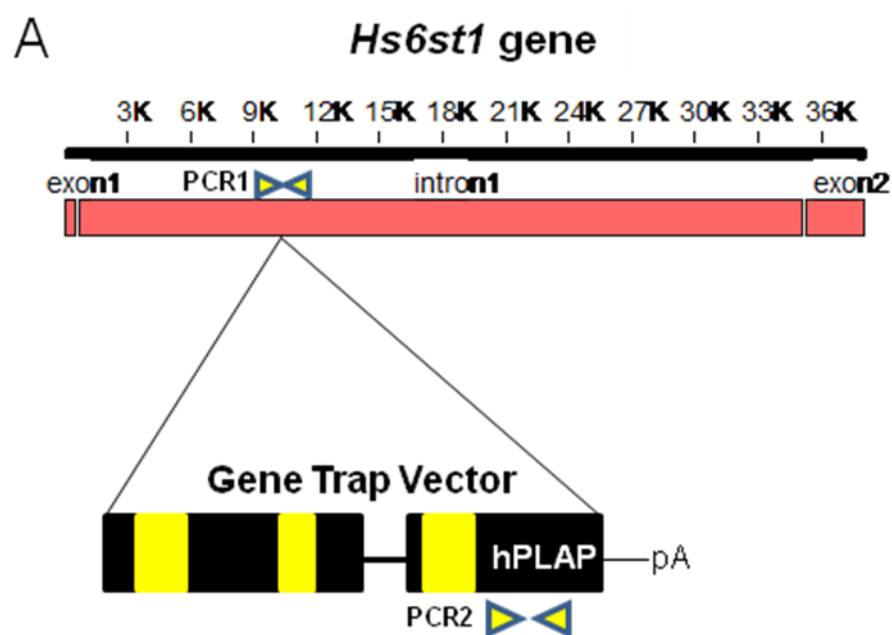 A
Hs6st1 gene
3K 6K 9K 12K 15K 18K 21K 24K 27K 30K 33K 36K
exon1 PCR1 intron1 exon2
Gene Trap Vector
hPLAP pA
PCR2